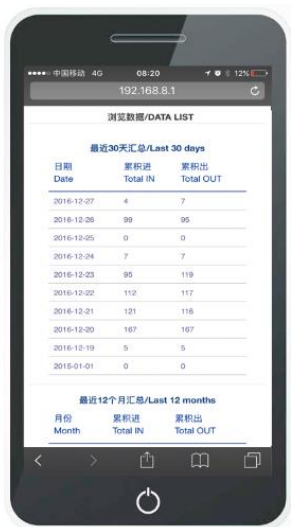 中国移动 4G 08:20 12%
192.168.8.1
浏览数据/DATA LIST
最近30天汇总/Last 30 days
日期 累积进 累积出
Date Total IN Total OUT
2016-12-27 4 7
2016-12-26 99 95
2016-12-25 0 0
2016-12-24 7 7
2016-12-23 95 119
2016-12-22 112 117
2016-12-21 121 116
2016-12-20 167 167
2016-12-19 5 5
2015-01-01 0 0
最近12个月汇总/Last 12 months
月份 累积进 累积出
Month Total IN Total OUT